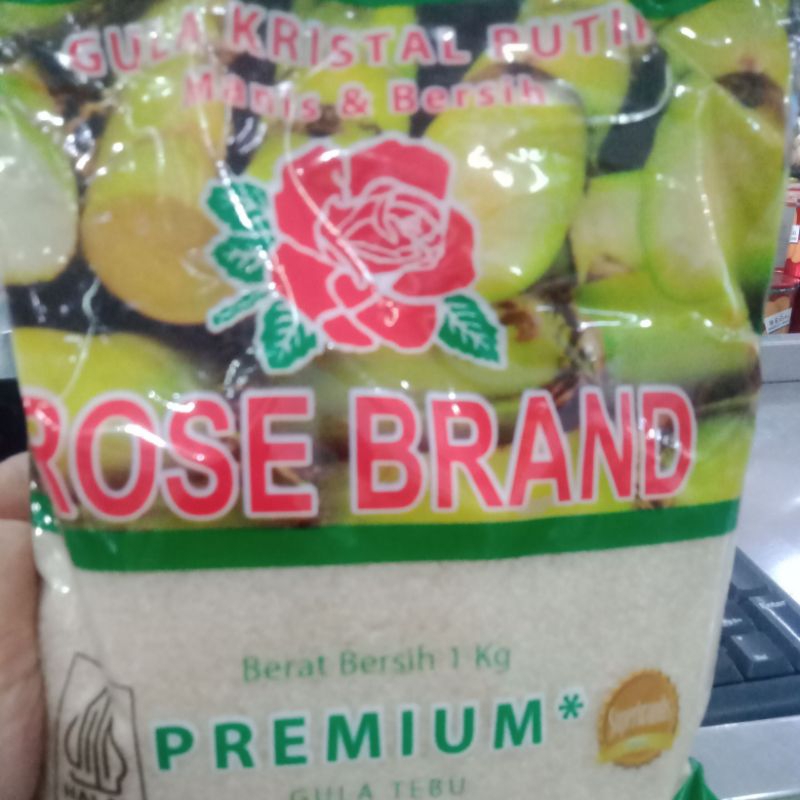 GULA KRISTAL PUTIH
Manis & Bersih
ROSE BRAND
Berat Bersih 1 Kg
PREMIUM*
GULA TEBU